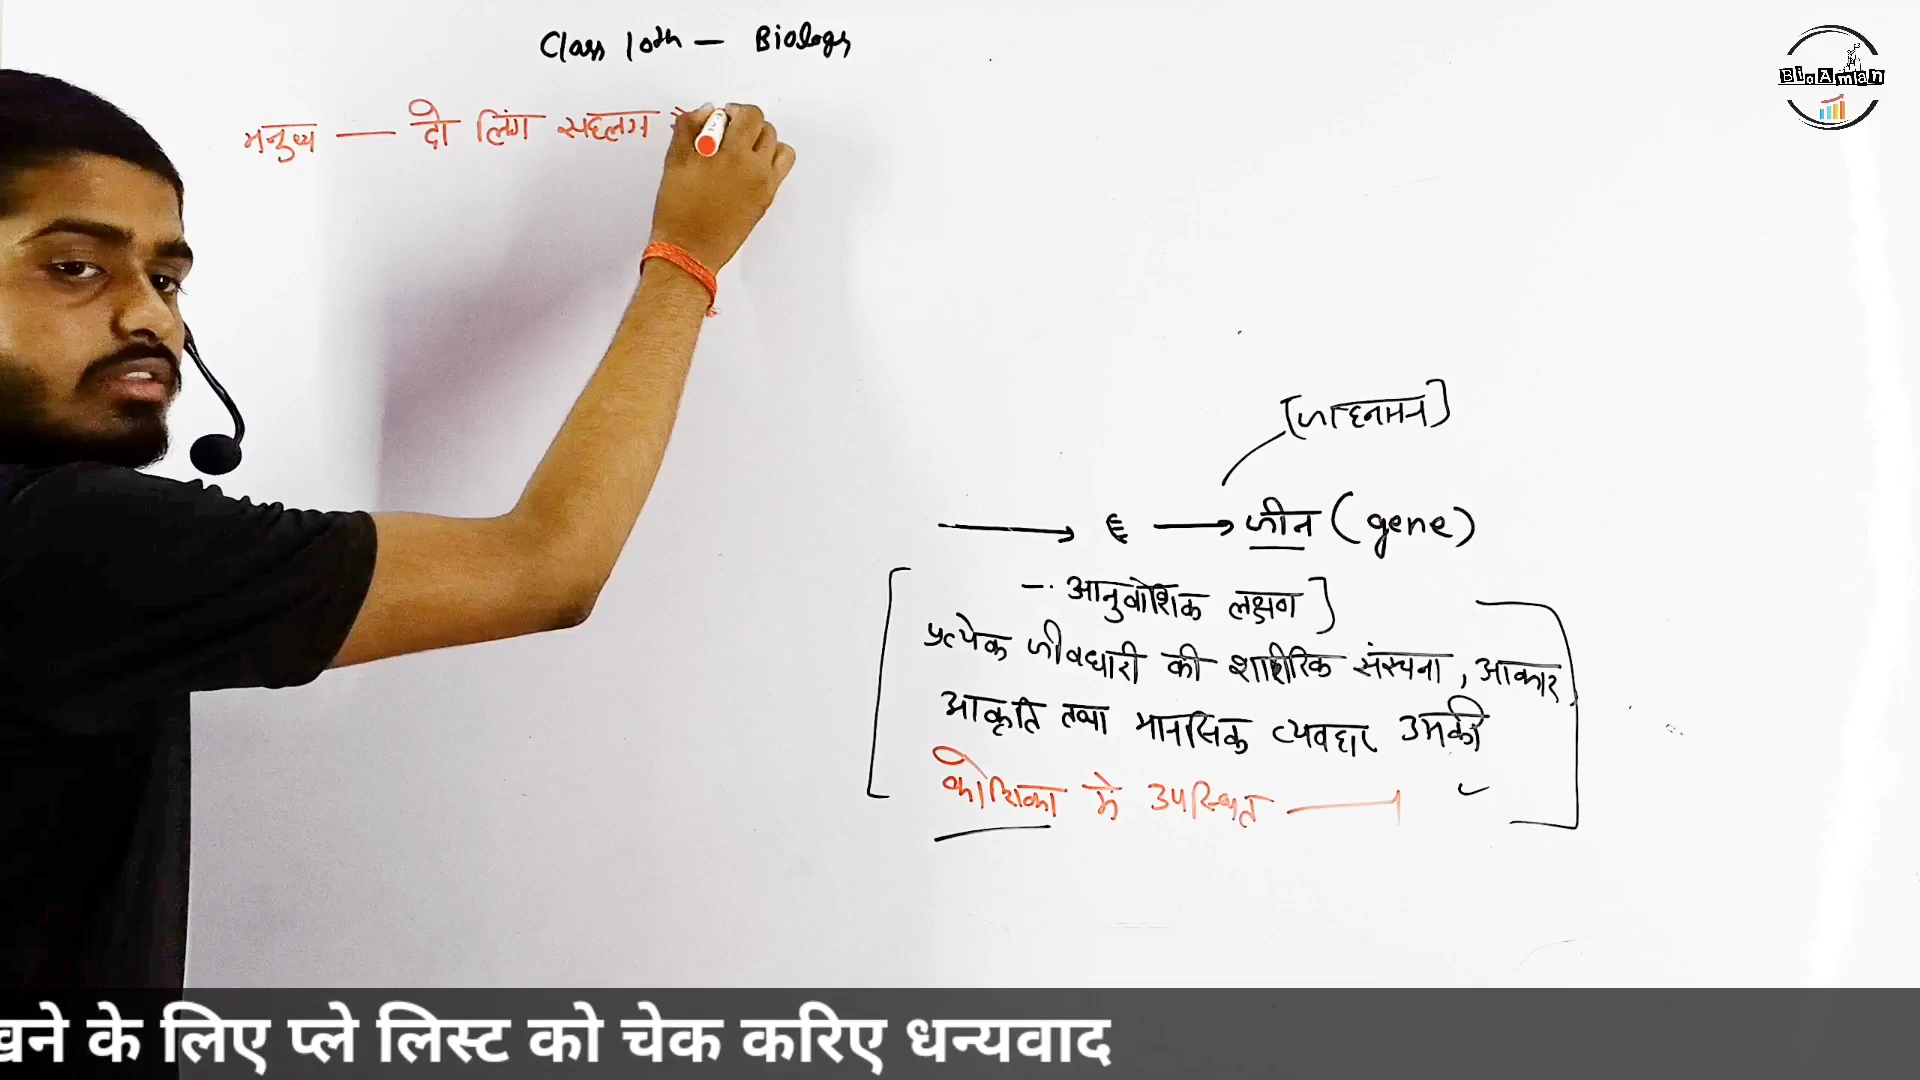 Class 10th — Biology
BioAman
मनुष्य — दो लिंग सहलग्न
[जोहनसन]
→ ξ → जीन (gene)
— आनुवांशिक लक्षण ]
प्रत्येक जीवधारी की शारीरिक संरचना, आकार
आकृति तथा मानसिक व्यवहार उसकी
कोशिका मे उपस्थित —
खने के लिए प्ले लिस्ट को चेक करिए धन्यवाद